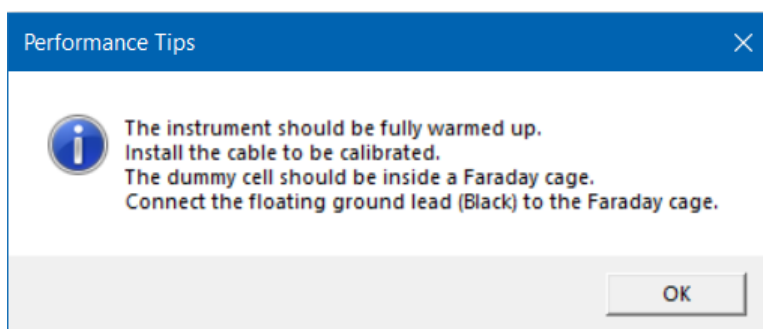 Performance Tips
The instrument should be fully warmed up.
Install the cable to be calibrated.
The dummy cell should be inside a Faraday cage.
Connect the floating ground lead (Black) to the Faraday cage.
OK